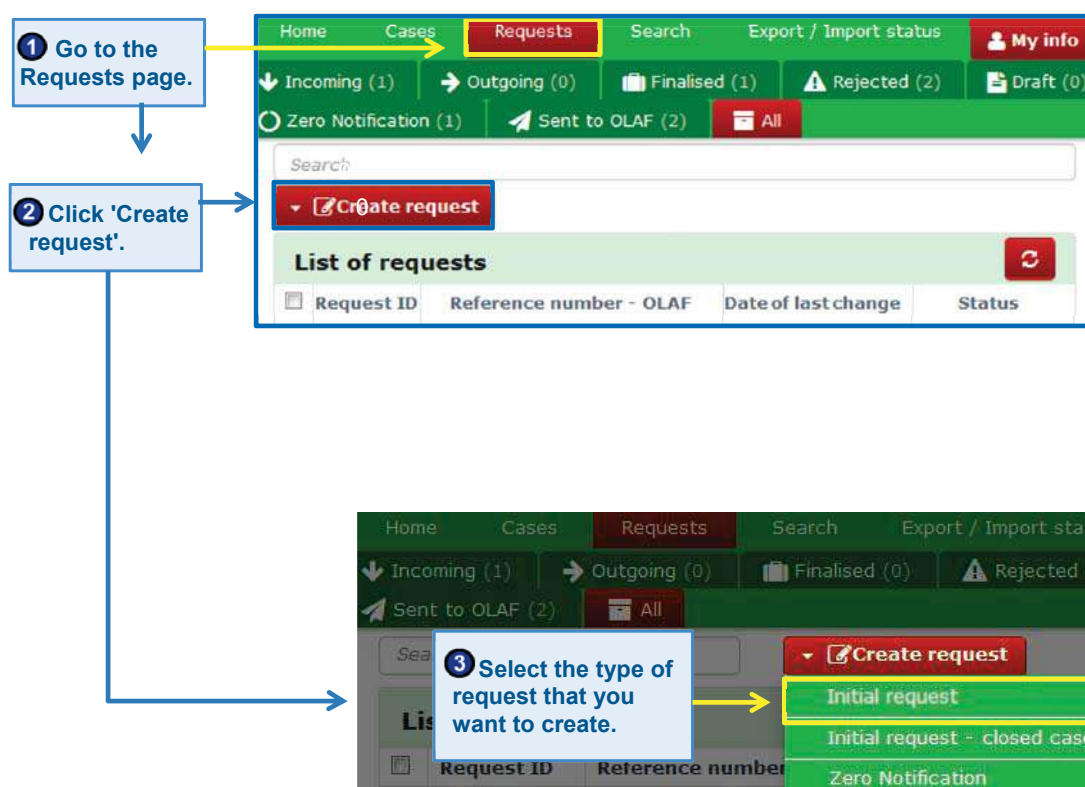 1 Go to the
Requests page.
Home Cases Requests Search Export / Import status My info
Incoming (1) Outgoing (0) Finalised (1) Rejected (2) Draft (0)
Zero Notification (1) Sent to OLAF (2) All
Search
2 Click 'Create
request'.
Create request
List of requests
Request ID Reference number - OLAF Date of last change Status
Home Cases Requests Search Export / Import sta
Incoming (1) Outgoing (0) Finalised (0) Rejected
Sent to OLAF (2) All
Sea
3 Select the type of
request that you
want to create.
Create request
Initial request
Lis
Initial request - closed case
Request ID Reference number
Zero Notification